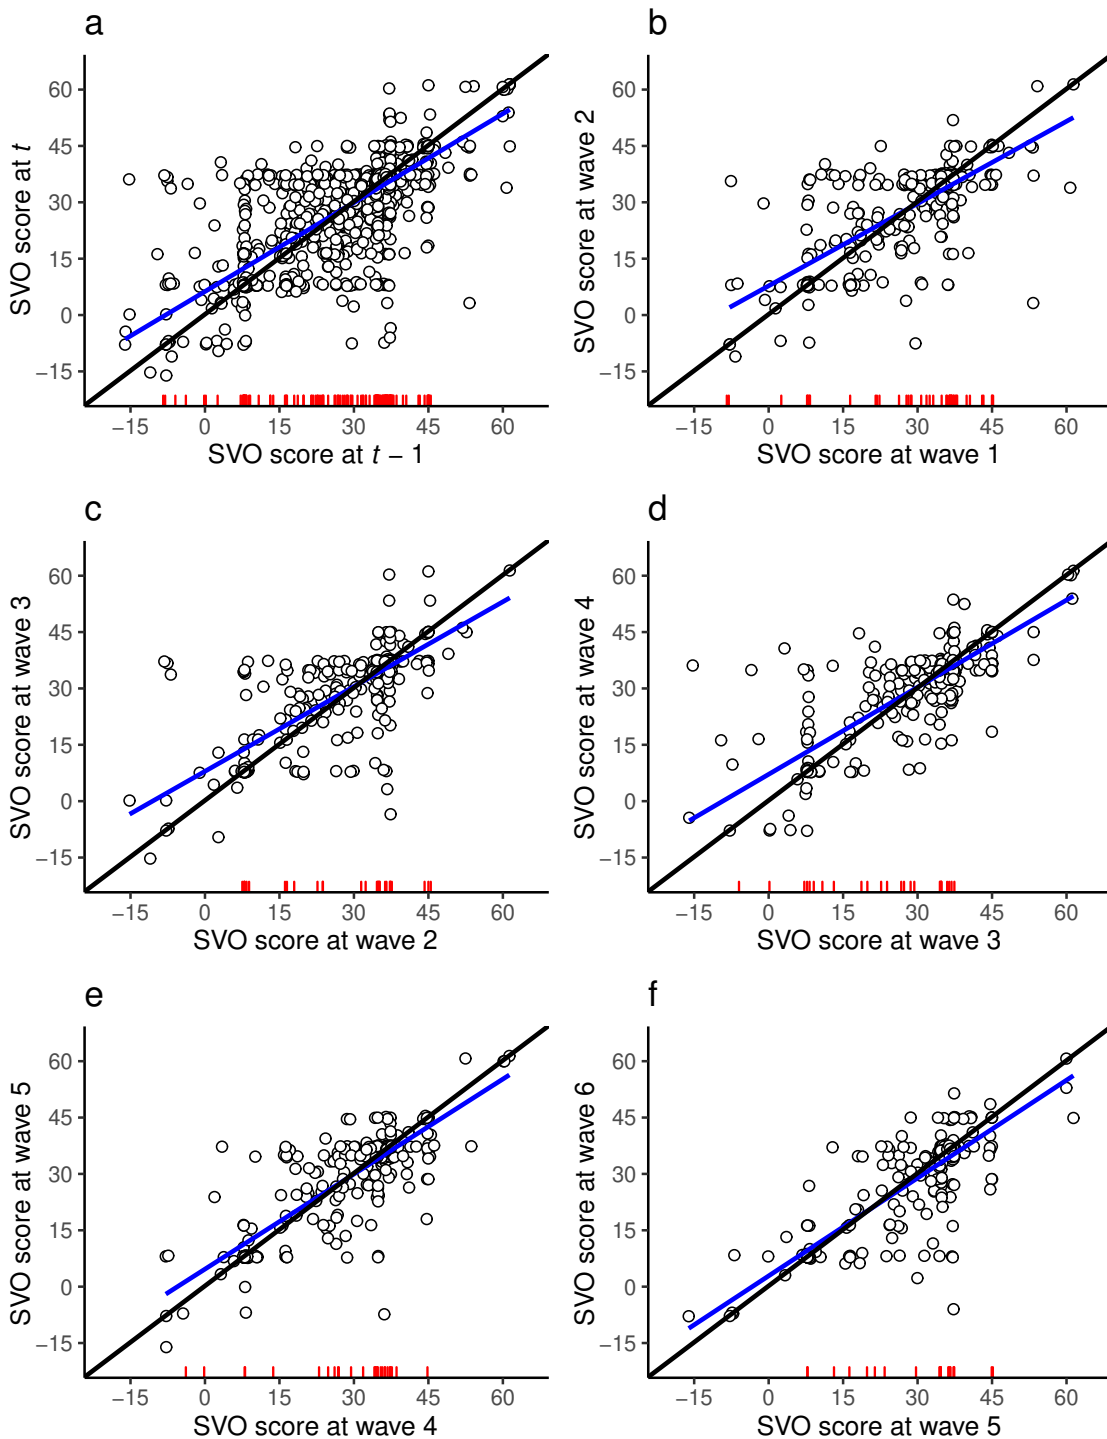 a
SVO score at t
60
45
30
15
0
−15
−15 0 15 30 45 60
SVO score at t − 1
b
SVO score at wave 2
60
45
30
15
0
−15
−15 0 15 30 45 60
SVO score at wave 1
c
SVO score at wave 3
60
45
30
15
0
−15
−15 0 15 30 45 60
SVO score at wave 2
d
SVO score at wave 4
60
45
30
15
0
−15
−15 0 15 30 45 60
SVO score at wave 3
e
SVO score at wave 5
60
45
30
15
0
−15
−15 0 15 30 45 60
SVO score at wave 4
f
SVO score at wave 6
60
45
30
15
0
−15
−15 0 15 30 45 60
SVO score at wave 5